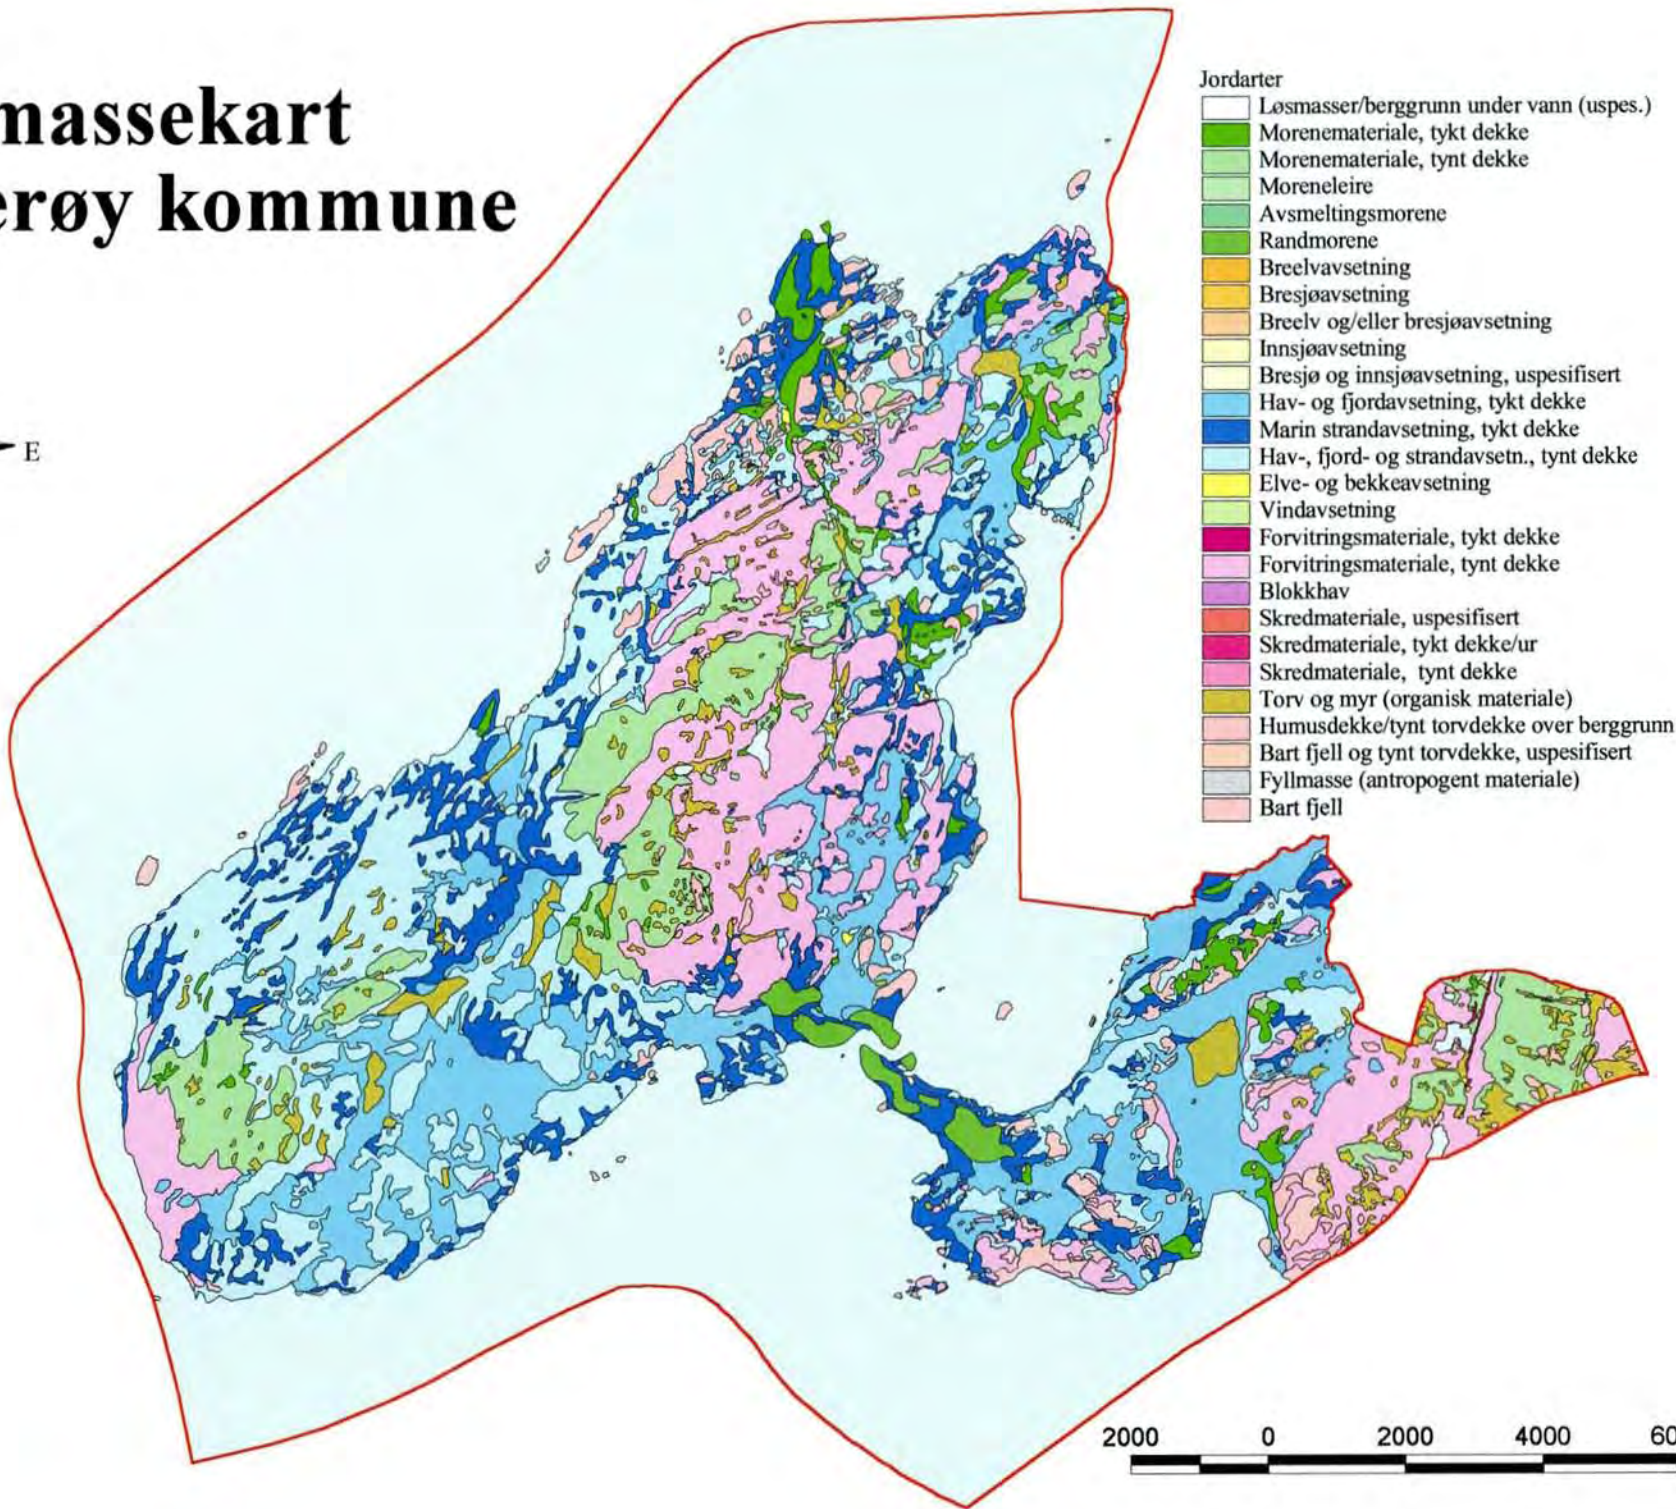 massekart
erøy kommune
E
Jordarter
Løsmasser/berggrunn under vann (uspes.)
Morenemateriale, tykt dekke
Morenemateriale, tynt dekke
Moreneleire
Avsmeltingsmorene
Randmorene
Breelvavsetning
Bresjøavsetning
Breelv og/eller bresjøavsetning
Innsjøavsetning
Bresjø og innsjøavsetning, uspesifisert
Hav- og fjordavsetning, tykt dekke
Marin strandavsetning, tykt dekke
Hav-, fjord- og strandavsetn., tynt dekke
Elve- og bekkeavsetning
Vindavsetning
Forvitringsmateriale, tykt dekke
Forvitringsmateriale, tynt dekke
Blokkhav
Skredmateriale, uspesifisert
Skredmateriale, tykt dekke/ur
Skredmateriale, tynt dekke
Torv og myr (organisk materiale)
Humusdekke/tynt torvdekke over berggrunn
Bart fjell og tynt torvdekke, uspesifisert
Fyllmasse (antropogent materiale)
Bart fjell
2000 0 2000 4000 60